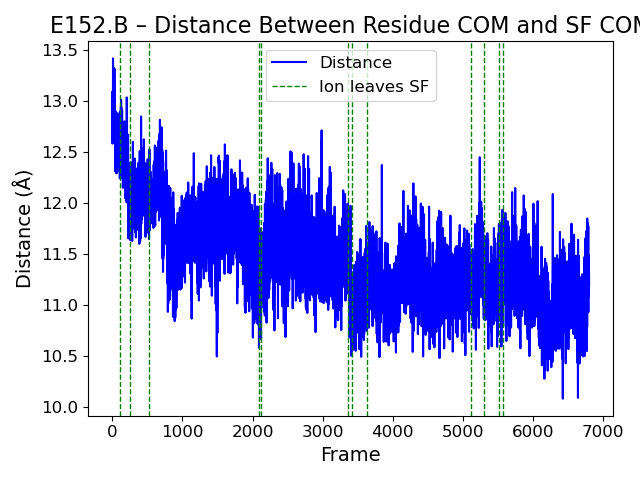 E152.B – Distance Between Residue COM and SF COM
Distance
Ion leaves SF
13.5
13.0
12.5
12.0
11.5
11.0
10.5
10.0
Distance (Å)
0 1000 2000 3000 4000 5000 6000 7000
Frame